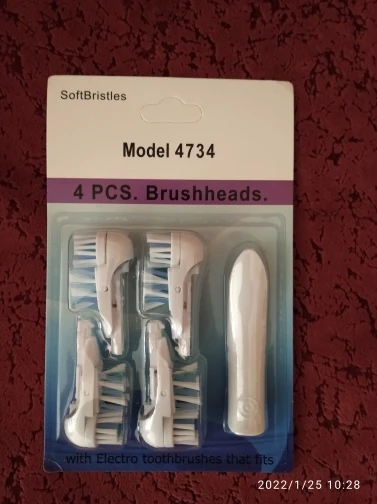 SoftBristles
Model 4734
4 PCS. Brushheads.
with Electro toothbrushes that fits
2022/1/25 10:28